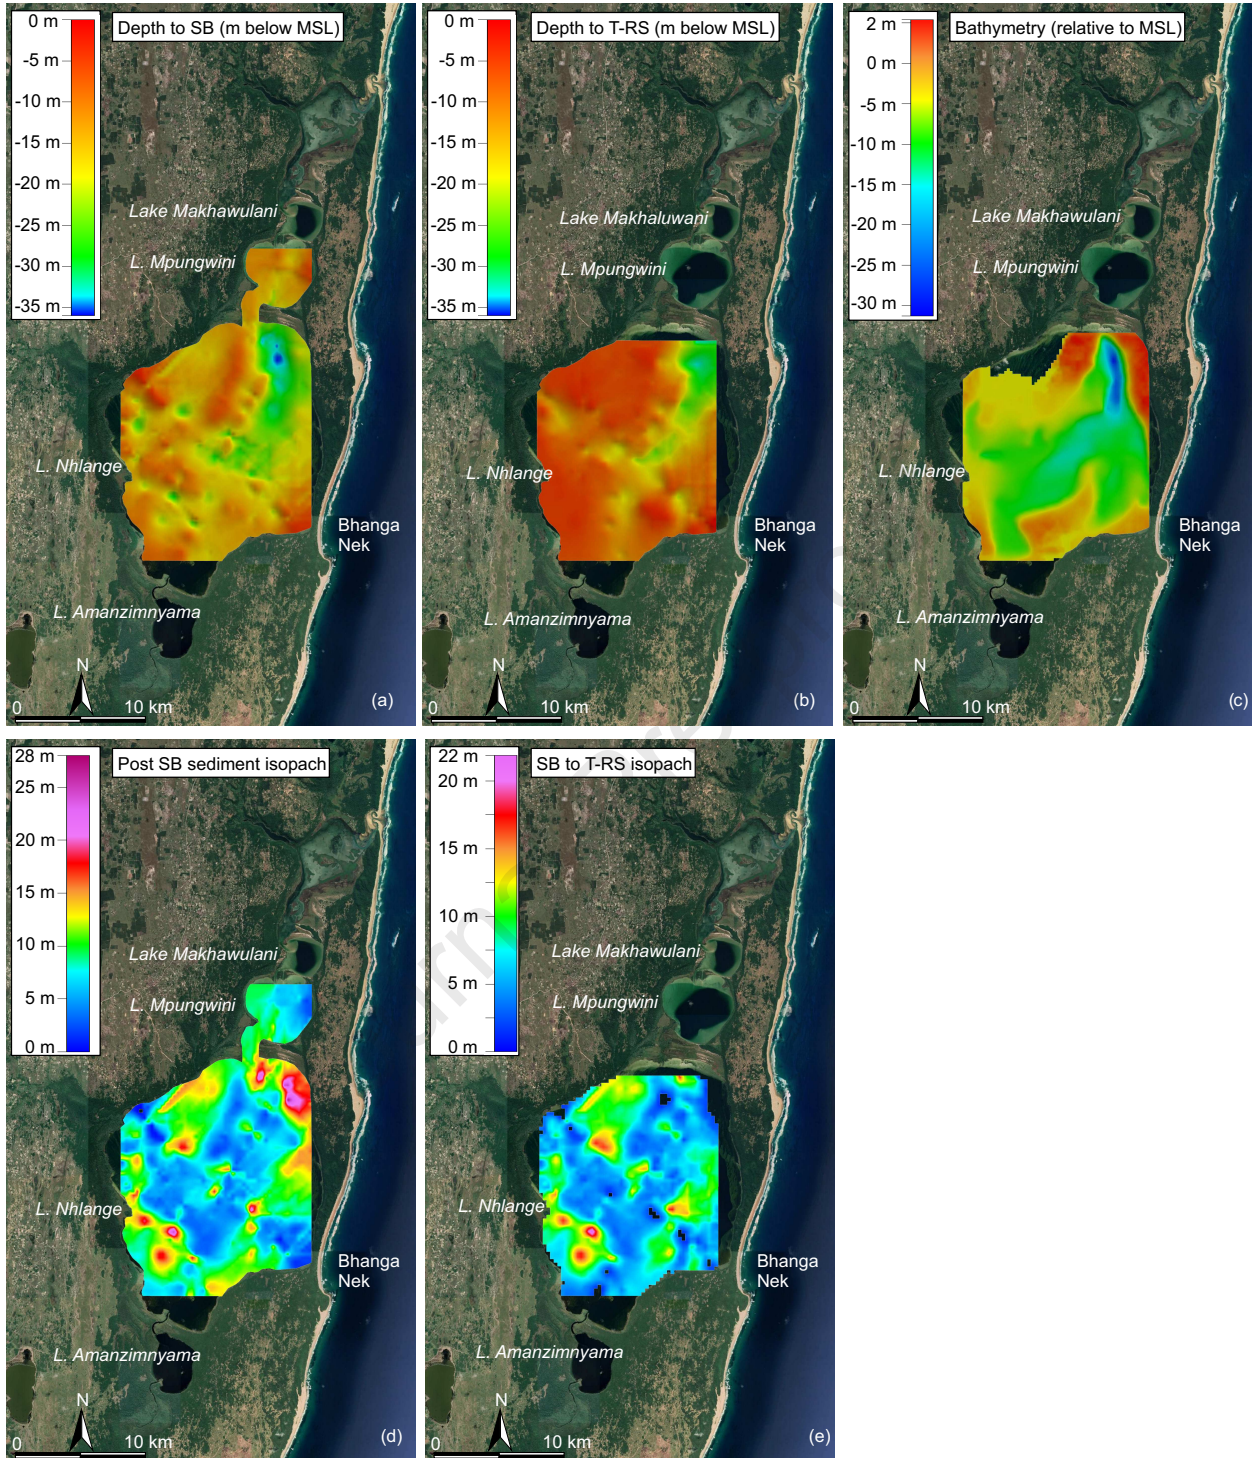 Depth to SB (m below MSL)
0 m
-5 m
-10 m
-15 m
-20 m
-25 m
-30 m
-35 m
Lake Makhawulani
L. Mpungwini
L. Nhlange
Bhanga
Nek
L. Amanzimnyama
N
0
10 km
(a)
Depth to T-RS (m below MSL)
0 m
-5 m
-10 m
-15 m
-20 m
-25 m
-30 m
-35 m
Lake Makhaluwani
L. Mpungwini
L. Nhlange
Bhanga
Nek
L. Amanzimnyama
N
0
10 km
(b)
Bathymetry (relative to MSL)
2 m
0 m
-5 m
-10 m
-15 m
-20 m
-25 m
-30 m
Lake Makhawulani
L. Mpungwini
L. Nhlange
Bhanga
Nek
L. Amanzimnyama
N
0
10 km
(c)
Post SB sediment isopach
28 m
25 m
20 m
15 m
10 m
5 m
0 m
Lake Makhawulani
L. Mpungwini
L. Nhlange
Bhanga
Nek
L. Amanzimnyama
N
0
10 km
(d)
SB to T-RS isopach
22 m
20 m
15 m
10 m
5 m
0 m
Lake Makhawulani
L. Mpungwini
L. Nhlange
Bhanga
Nek
L. Amanzimnyama
N
0
10 km
(e)